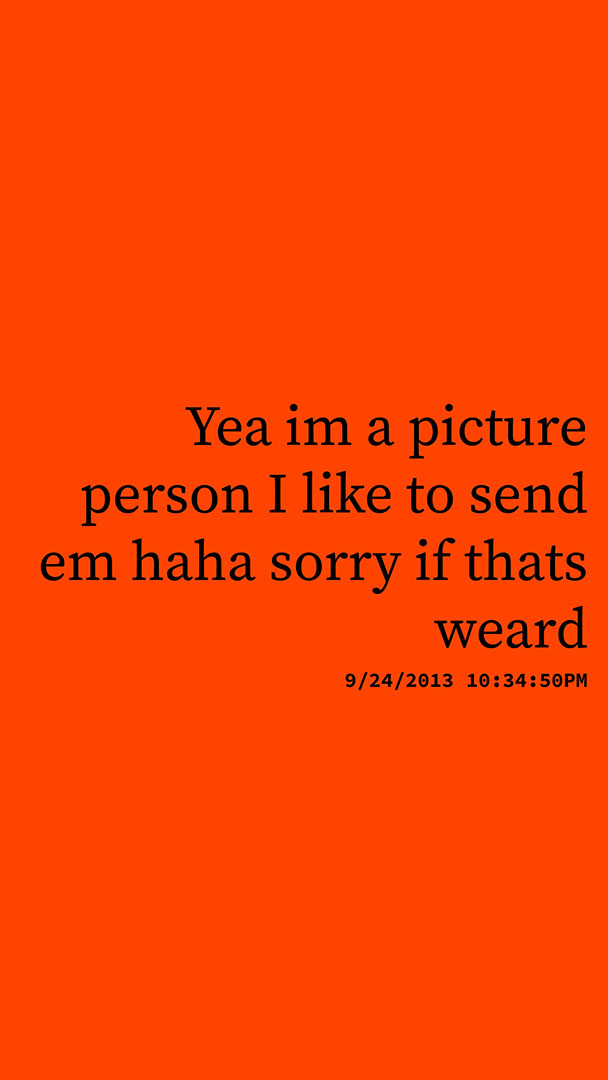 Yea im a picture
person I like to send
em haha sorry if thats
weard
9/24/2013 10:34:50PM